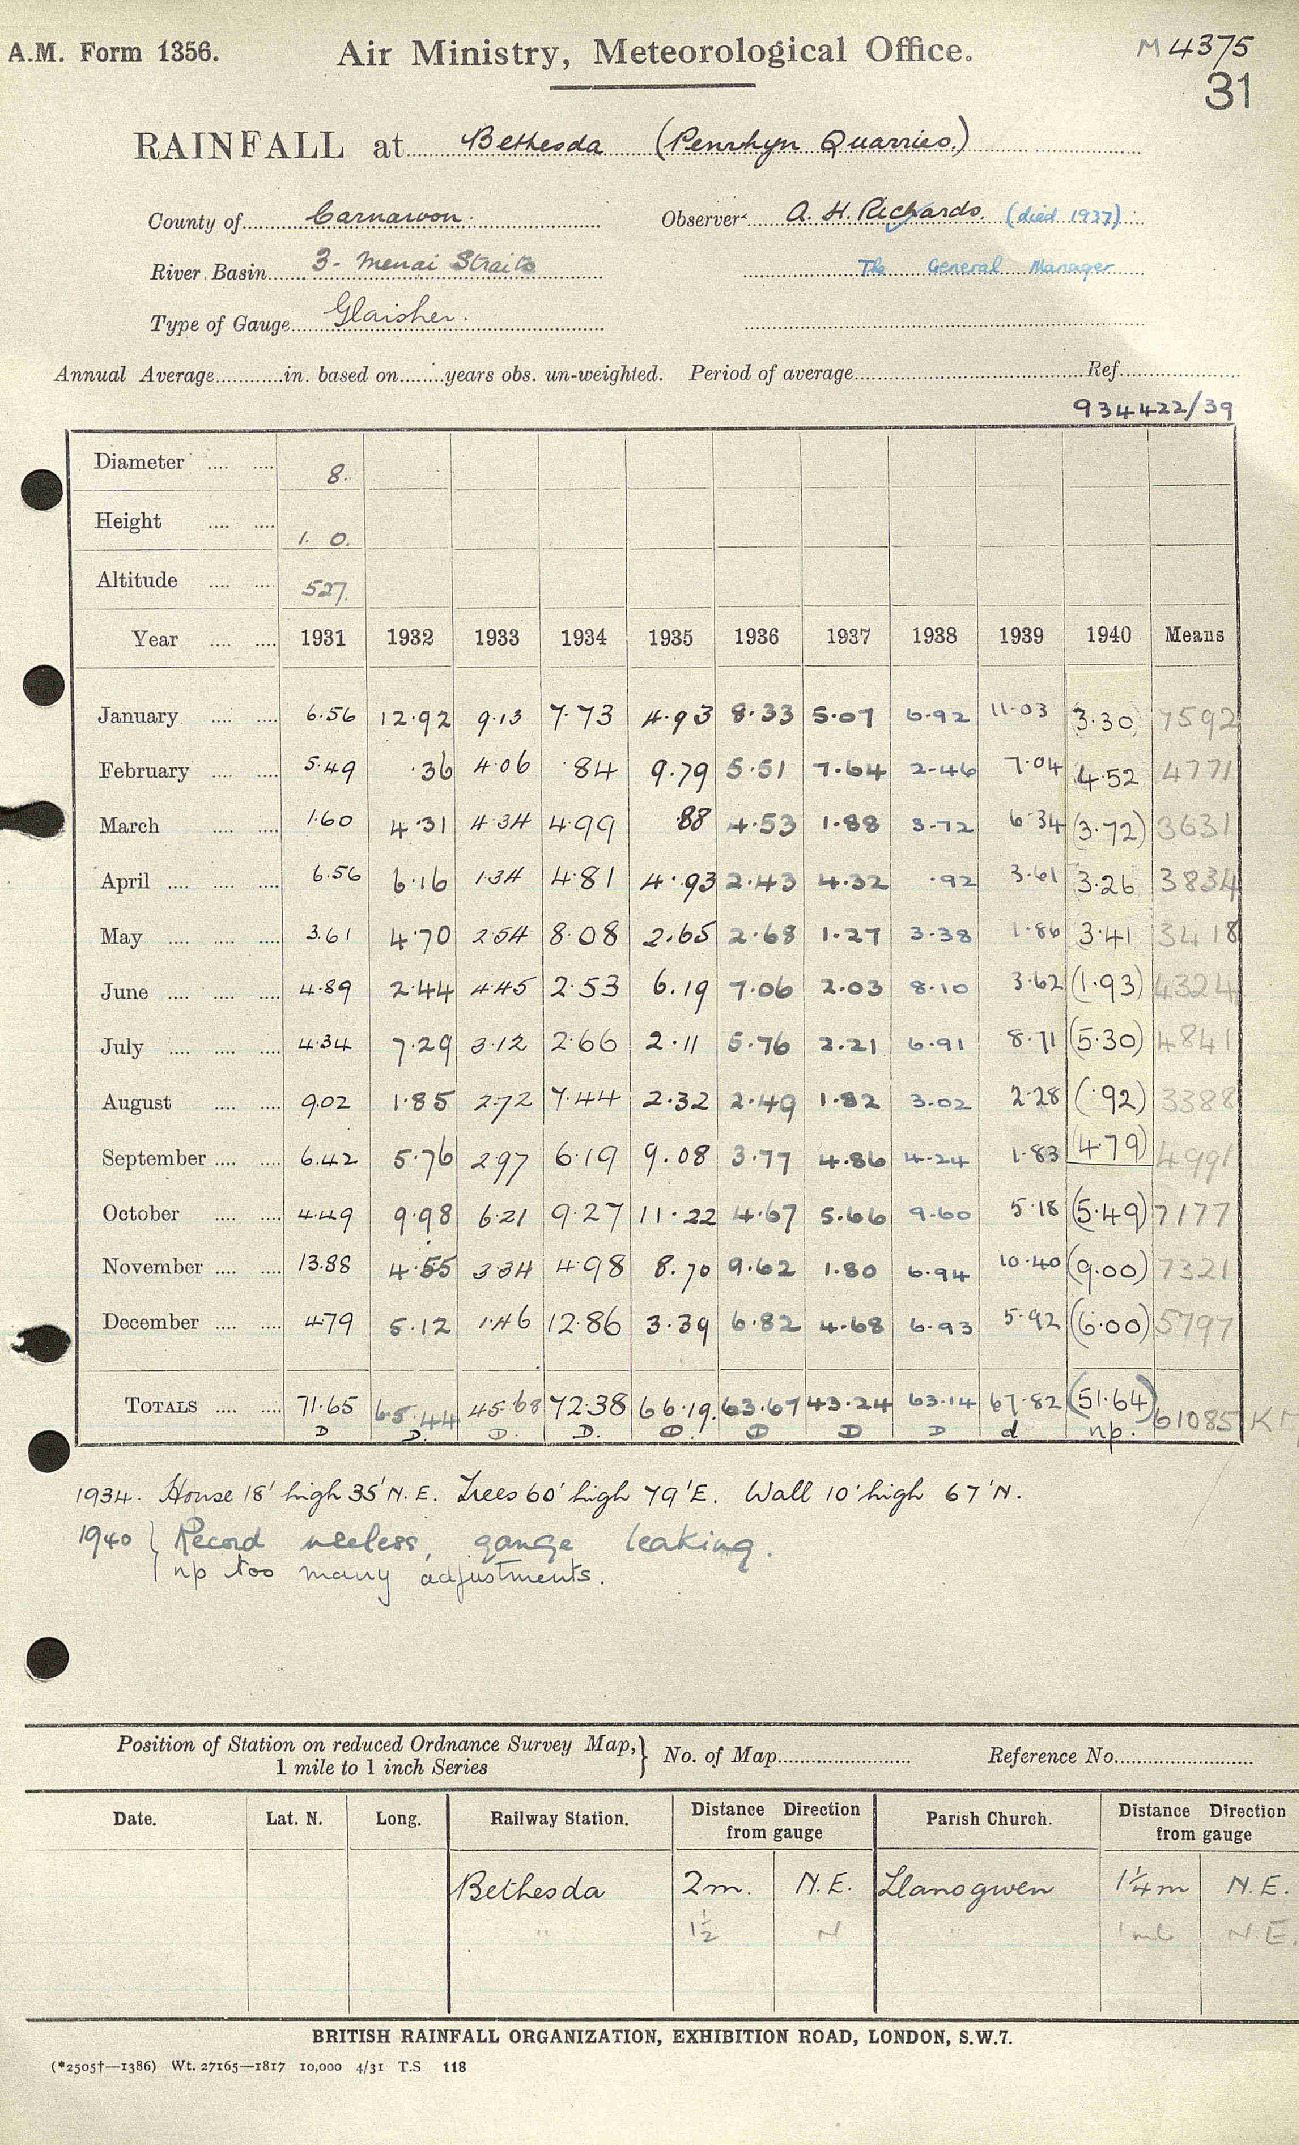 A.M. Form 1356. Air Ministry, Meteorological Office. M 4375
31
RAINFALL at Bethesda (Penrhyn Quarries.)
County of Carnarvon. Observer A. H. Richards. (died 1937)
River Basin 3- Menai Straits The General Manager
Type of Gauge Glaisher.
Annual Average in. based on years obs. un-weighted. Period of average Ref.
934422/39
Diameter 8.
Height 1. 0.
Altitude 527.
Year 1931 1932 1933 1934 1935 1936 1937 1938 1939 1940 Means
January 6.56 12.92 9.13 7.73 4.93 8.33 5.07 6.92 11.03 3.30 7592
February 5.49 .36 4.06 .84 9.79 5.51 7.64 2.46 7.04 4.52 4771
March 1.60 4.31 4.34 4.99 .88 4.53 1.88 3.72 6.34 (3.72) 3631
April 6.56 6.16 1.34 4.81 4.93 2.43 4.32 .92 3.61 3.26 3834
May 3.61 4.70 2.54 8.08 2.65 2.68 1.27 3.38 1.86 3.41 3418
June 4.89 2.44 4.45 2.53 6.19 7.06 2.03 8.10 3.62 (1.93) 4324
July 4.34 7.29 3.12 2.66 2.11 5.76 2.21 6.91 8.71 (5.30) 4841
August 9.02 1.85 2.72 7.44 2.32 2.49 1.82 3.02 2.28 (.92) 3388
September 6.42 5.76 2.97 6.19 9.08 3.77 4.86 4.24 1.83 (4.79) 4991
October 4.49 9.98 6.21 9.27 11.22 4.67 5.66 9.60 5.18 (5.49) 7177
November 13.88 4.55 3.34 4.98 8.70 9.62 1.80 6.94 10.40 (9.00) 7321
December 4.79 5.12 1.46 12.86 3.39 6.82 4.68 6.93 5.92 (6.00) 5797
TOTALS 71.65 65.44 45.68 72.38 66.19. 63.67 43.24 63.14 67.82 (51.64) 61085
D D. D. D. D. D D D d np.
1934. House 18' high 35' N.E. Trees 60' high 79' E. Wall 10' high 67' N.
1940 } Record useless, gauge leaking.
np too many adjustments.
Position of Station on reduced Ordnance Survey Map,} No. of Map Reference No.
1 mile to 1 inch Series
Date. Lat. N. Long. Railway Station. Distance Direction from gauge Parish Church. Distance Direction from gauge
Bethesda 2m. N.E. Llanogwen 1¼m N.E.
" 1½ N " 1 ml N.E.
BRITISH RAINFALL ORGANIZATION, EXHIBITION ROAD, LONDON, S.W.7.
(*2505†—1386) Wt. 27165—1817 10,000 4/31 T.S 118